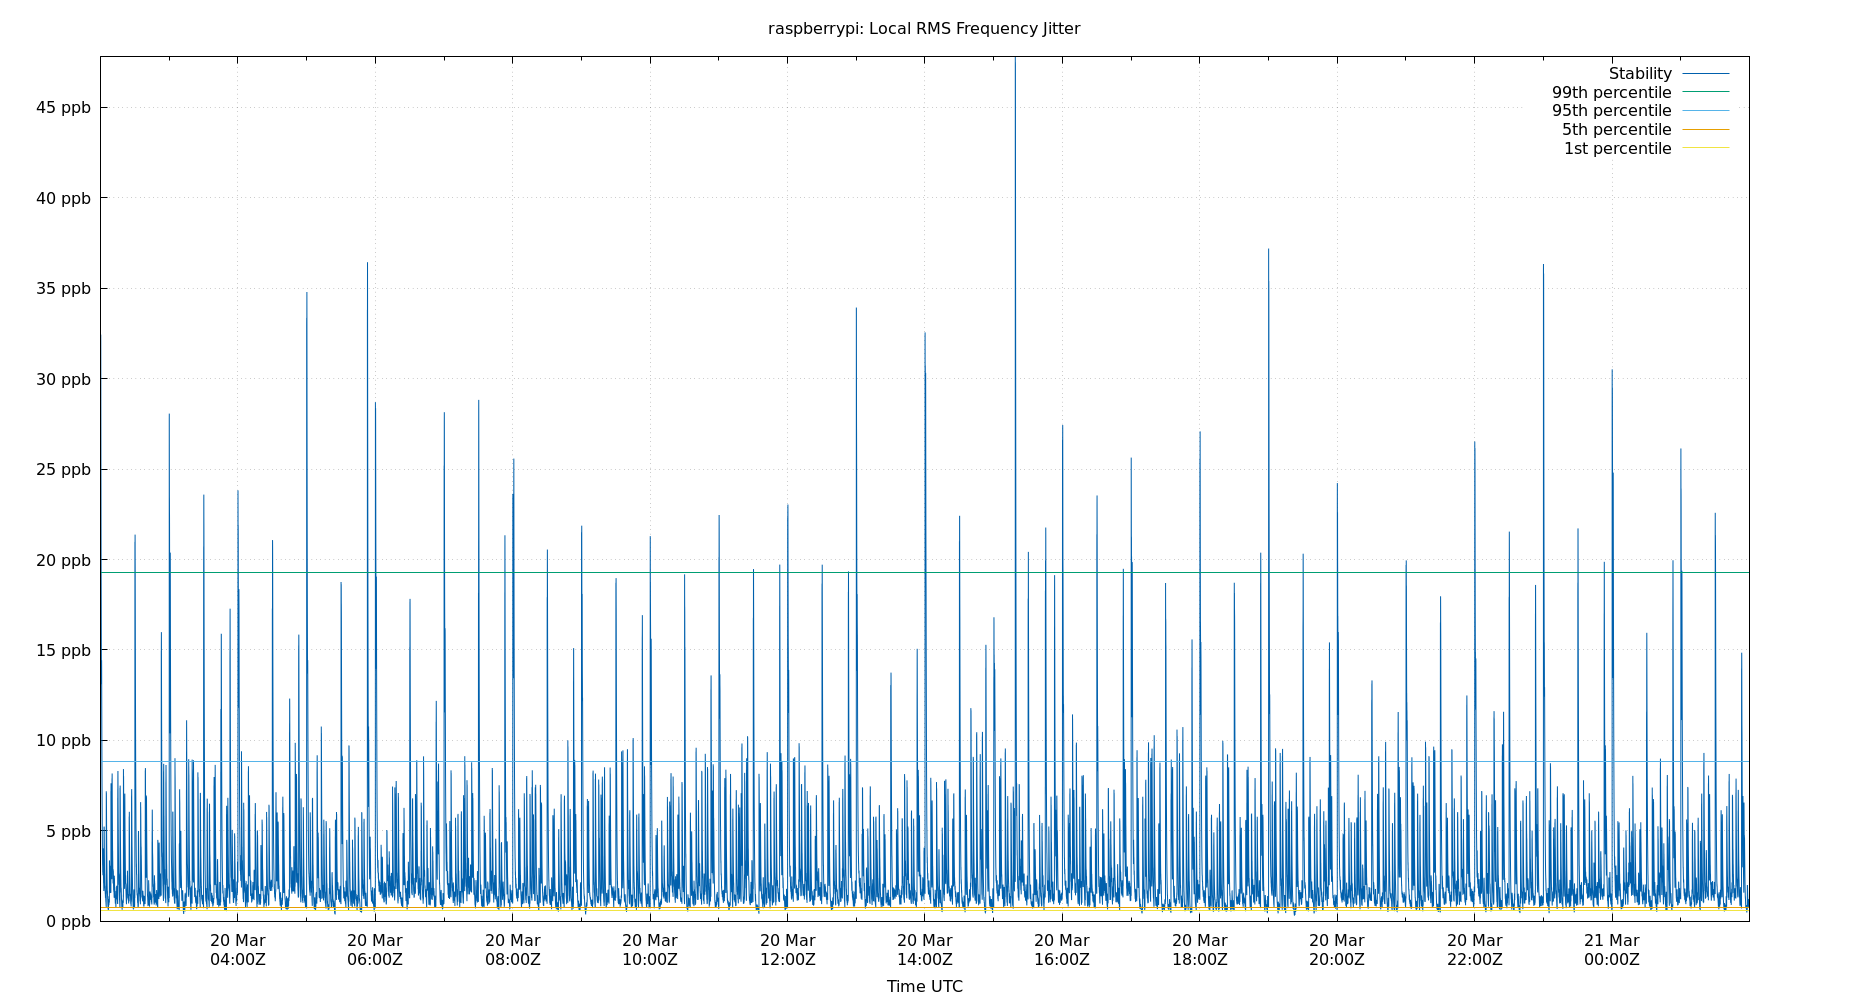 raspberrypi: Local RMS Frequency Jitter
Stability
99th percentile
95th percentile
5th percentile
1st percentile
45 ppb
40 ppb
35 ppb
30 ppb
25 ppb
20 ppb
15 ppb
10 ppb
5 ppb
0 ppb
20 Mar 20 Mar 20 Mar 20 Mar 20 Mar 20 Mar 20 Mar 20 Mar 20 Mar 20 Mar 21 Mar
04:00Z 06:00Z 08:00Z 10:00Z 12:00Z 14:00Z 16:00Z 18:00Z 20:00Z 22:00Z 00:00Z
Time UTC